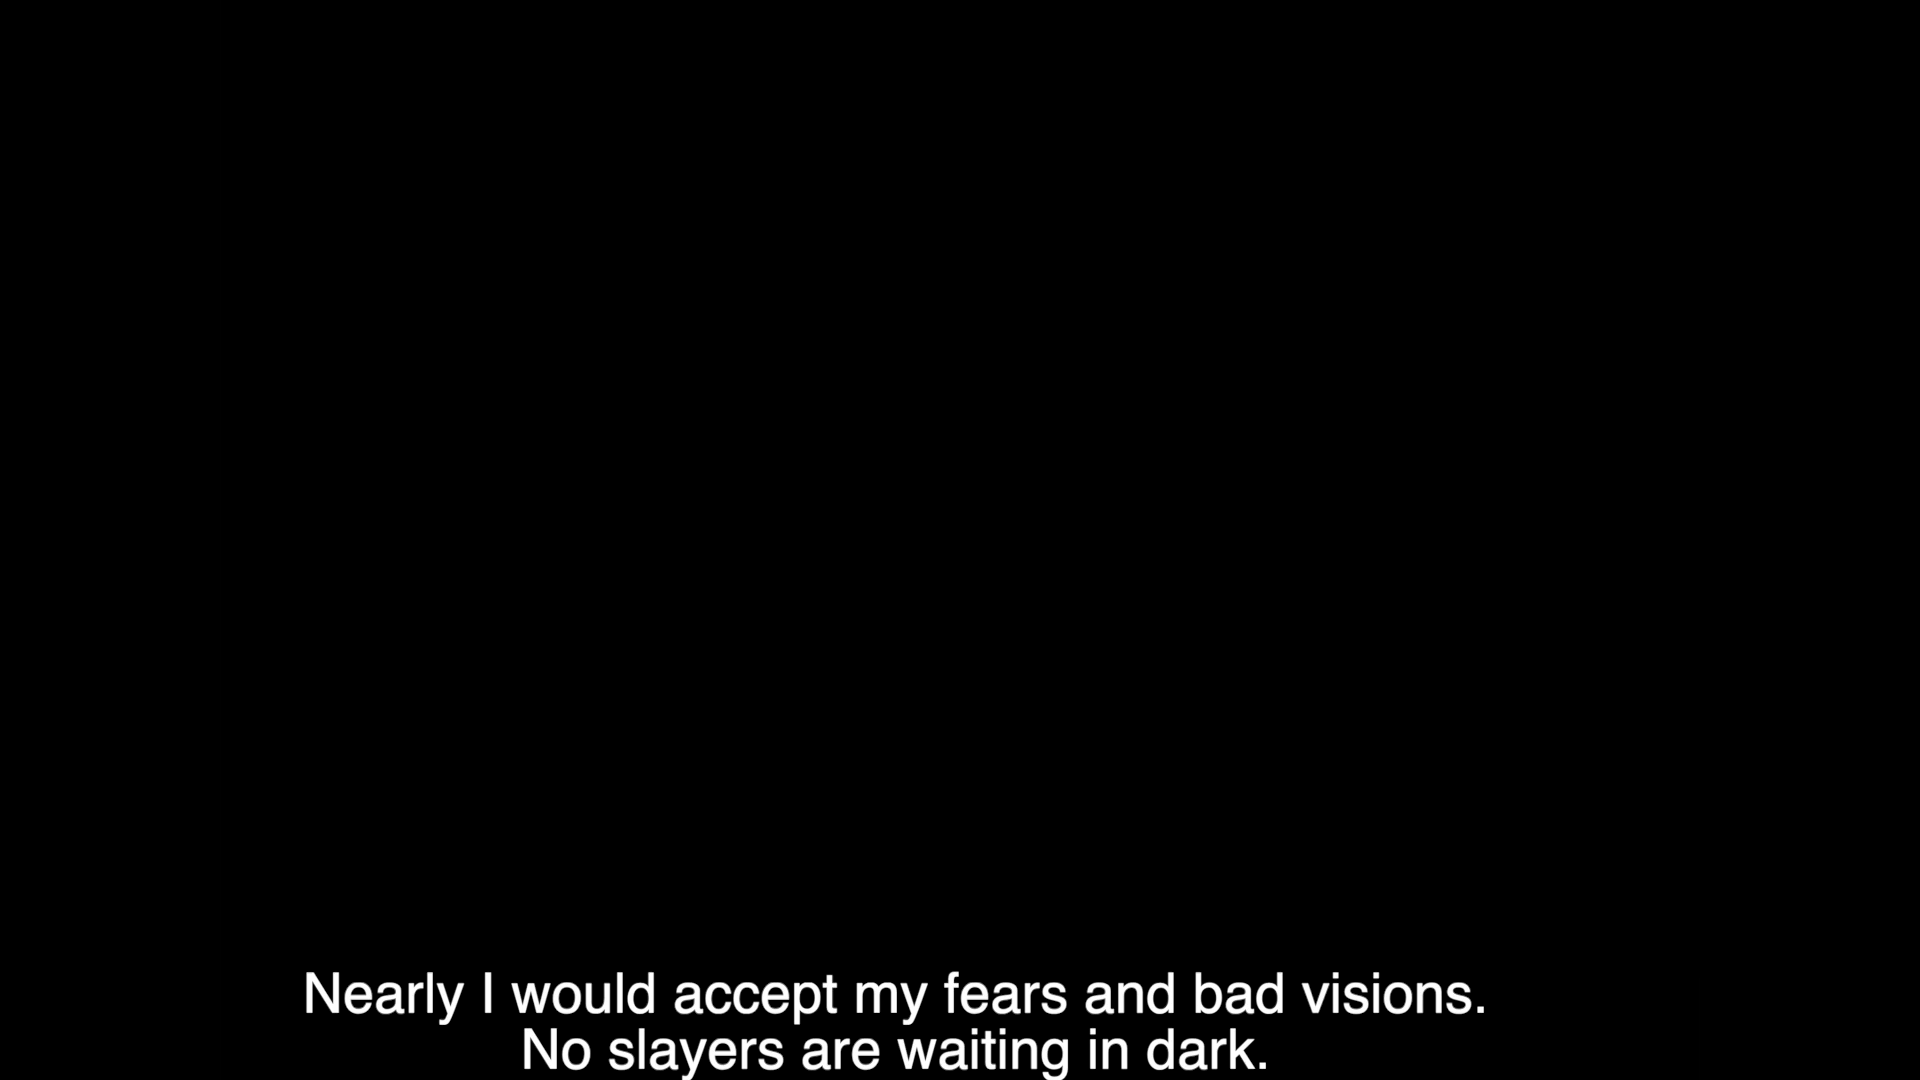 Nearly I would accept my fears and bad visions.
No slayers are waiting in dark.